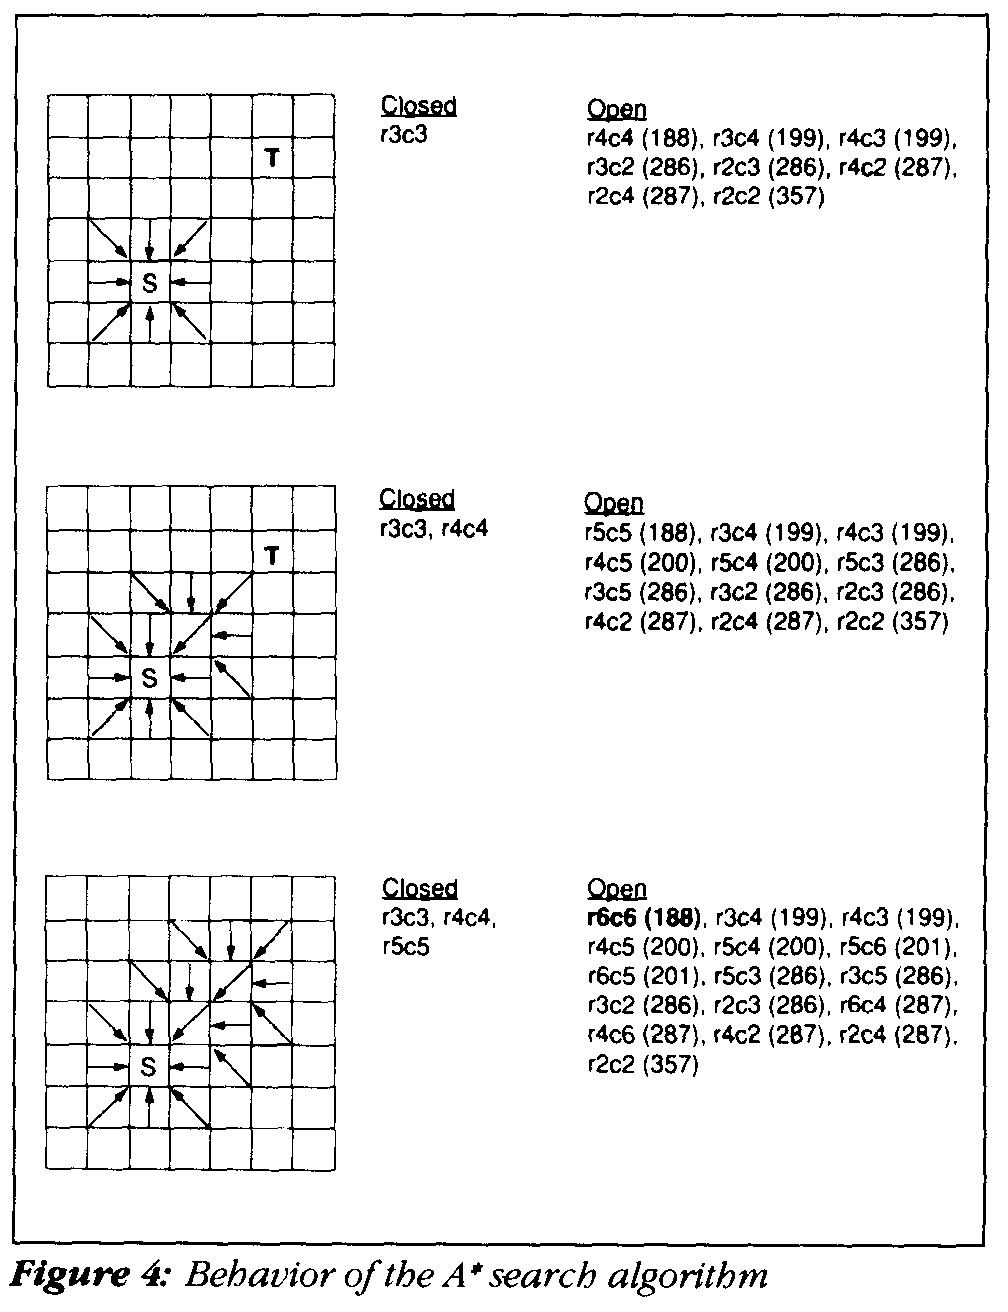 Closed
r3c3
Open
r4c4 (188), r3c4 (199), r4c3 (199),
r3c2 (286), r2c3 (286), r4c2 (287),
r2c4 (287), r2c2 (357)
T
S
Closed
r3c3, r4c4
Open
r5c5 (188), r3c4 (199), r4c3 (199),
r4c5 (200), r5c4 (200), r5c3 (286),
r3c5 (286), r3c2 (286), r2c3 (286),
r4c2 (287), r2c4 (287), r2c2 (357)
T
S
Closed
r3c3, r4c4,
r5c5
Open
r6c6 (188), r3c4 (199), r4c3 (199),
r4c5 (200), r5c4 (200), r5c6 (201),
r6c5 (201), r5c3 (286), r3c5 (286),
r3c2 (286), r2c3 (286), r6c4 (287),
r4c6 (287), r4c2 (287), r2c4 (287),
r2c2 (357)
S
Figure 4: Behavior of the A* search algorithm